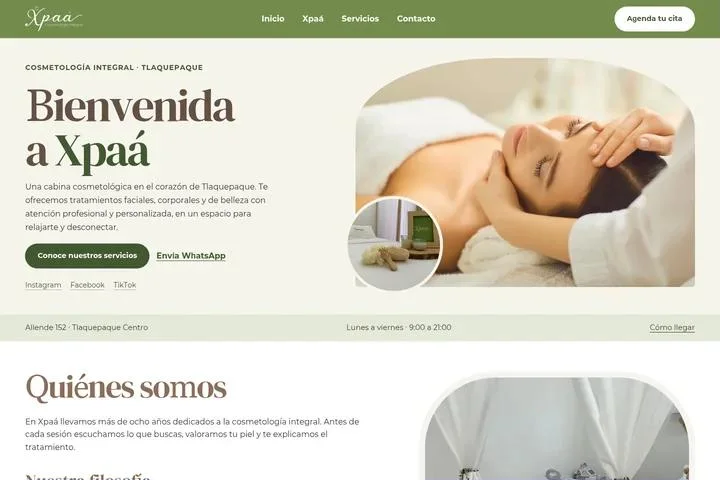 Xpaá
Inicio
Xpaá
Servicios
Contacto
Agenda tu cita
COSMETOLOGÍA INTEGRAL · TLAQUEPAQUE
Bienvenida
a Xpaá
Una cabina cosmetológica en el corazón de Tlaquepaque. Te
ofrecemos tratamientos faciales, corporales y de belleza con
atención profesional y personalizada, en un espacio para
relajarte y desconectar.
Conoce nuestros servicios
Envía WhatsApp
Instagram
Facebook
TikTok
Allende 152 · Tlaquepaque Centro
Lunes a viernes · 9:00 a 21:00
Cómo llegar
Quiénes somos
En Xpaá llevamos más de ocho años dedicados a la cosmetología integral. Antes de
cada sesión escuchamos lo que buscas, valoramos tu piel y te explicamos el
tratamiento.
Nuestra filosofía